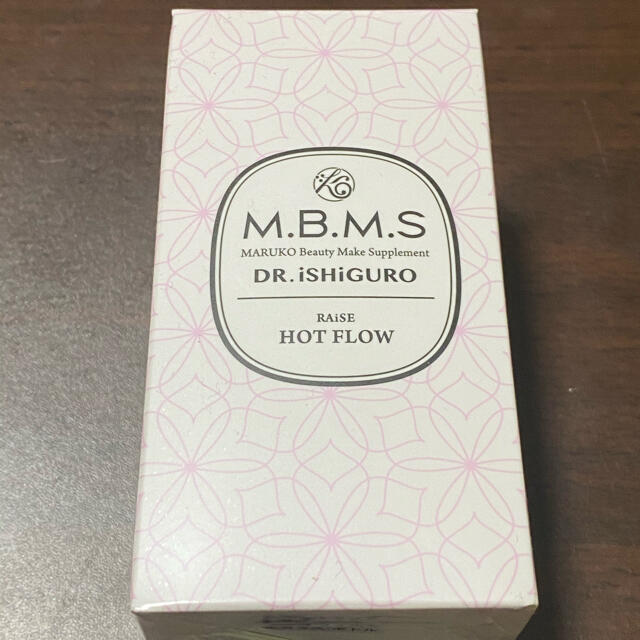 M.B.M.S
MARUKO Beauty Make Supplement
DR.iSHiGURO
RAiSE
HOT FLOW